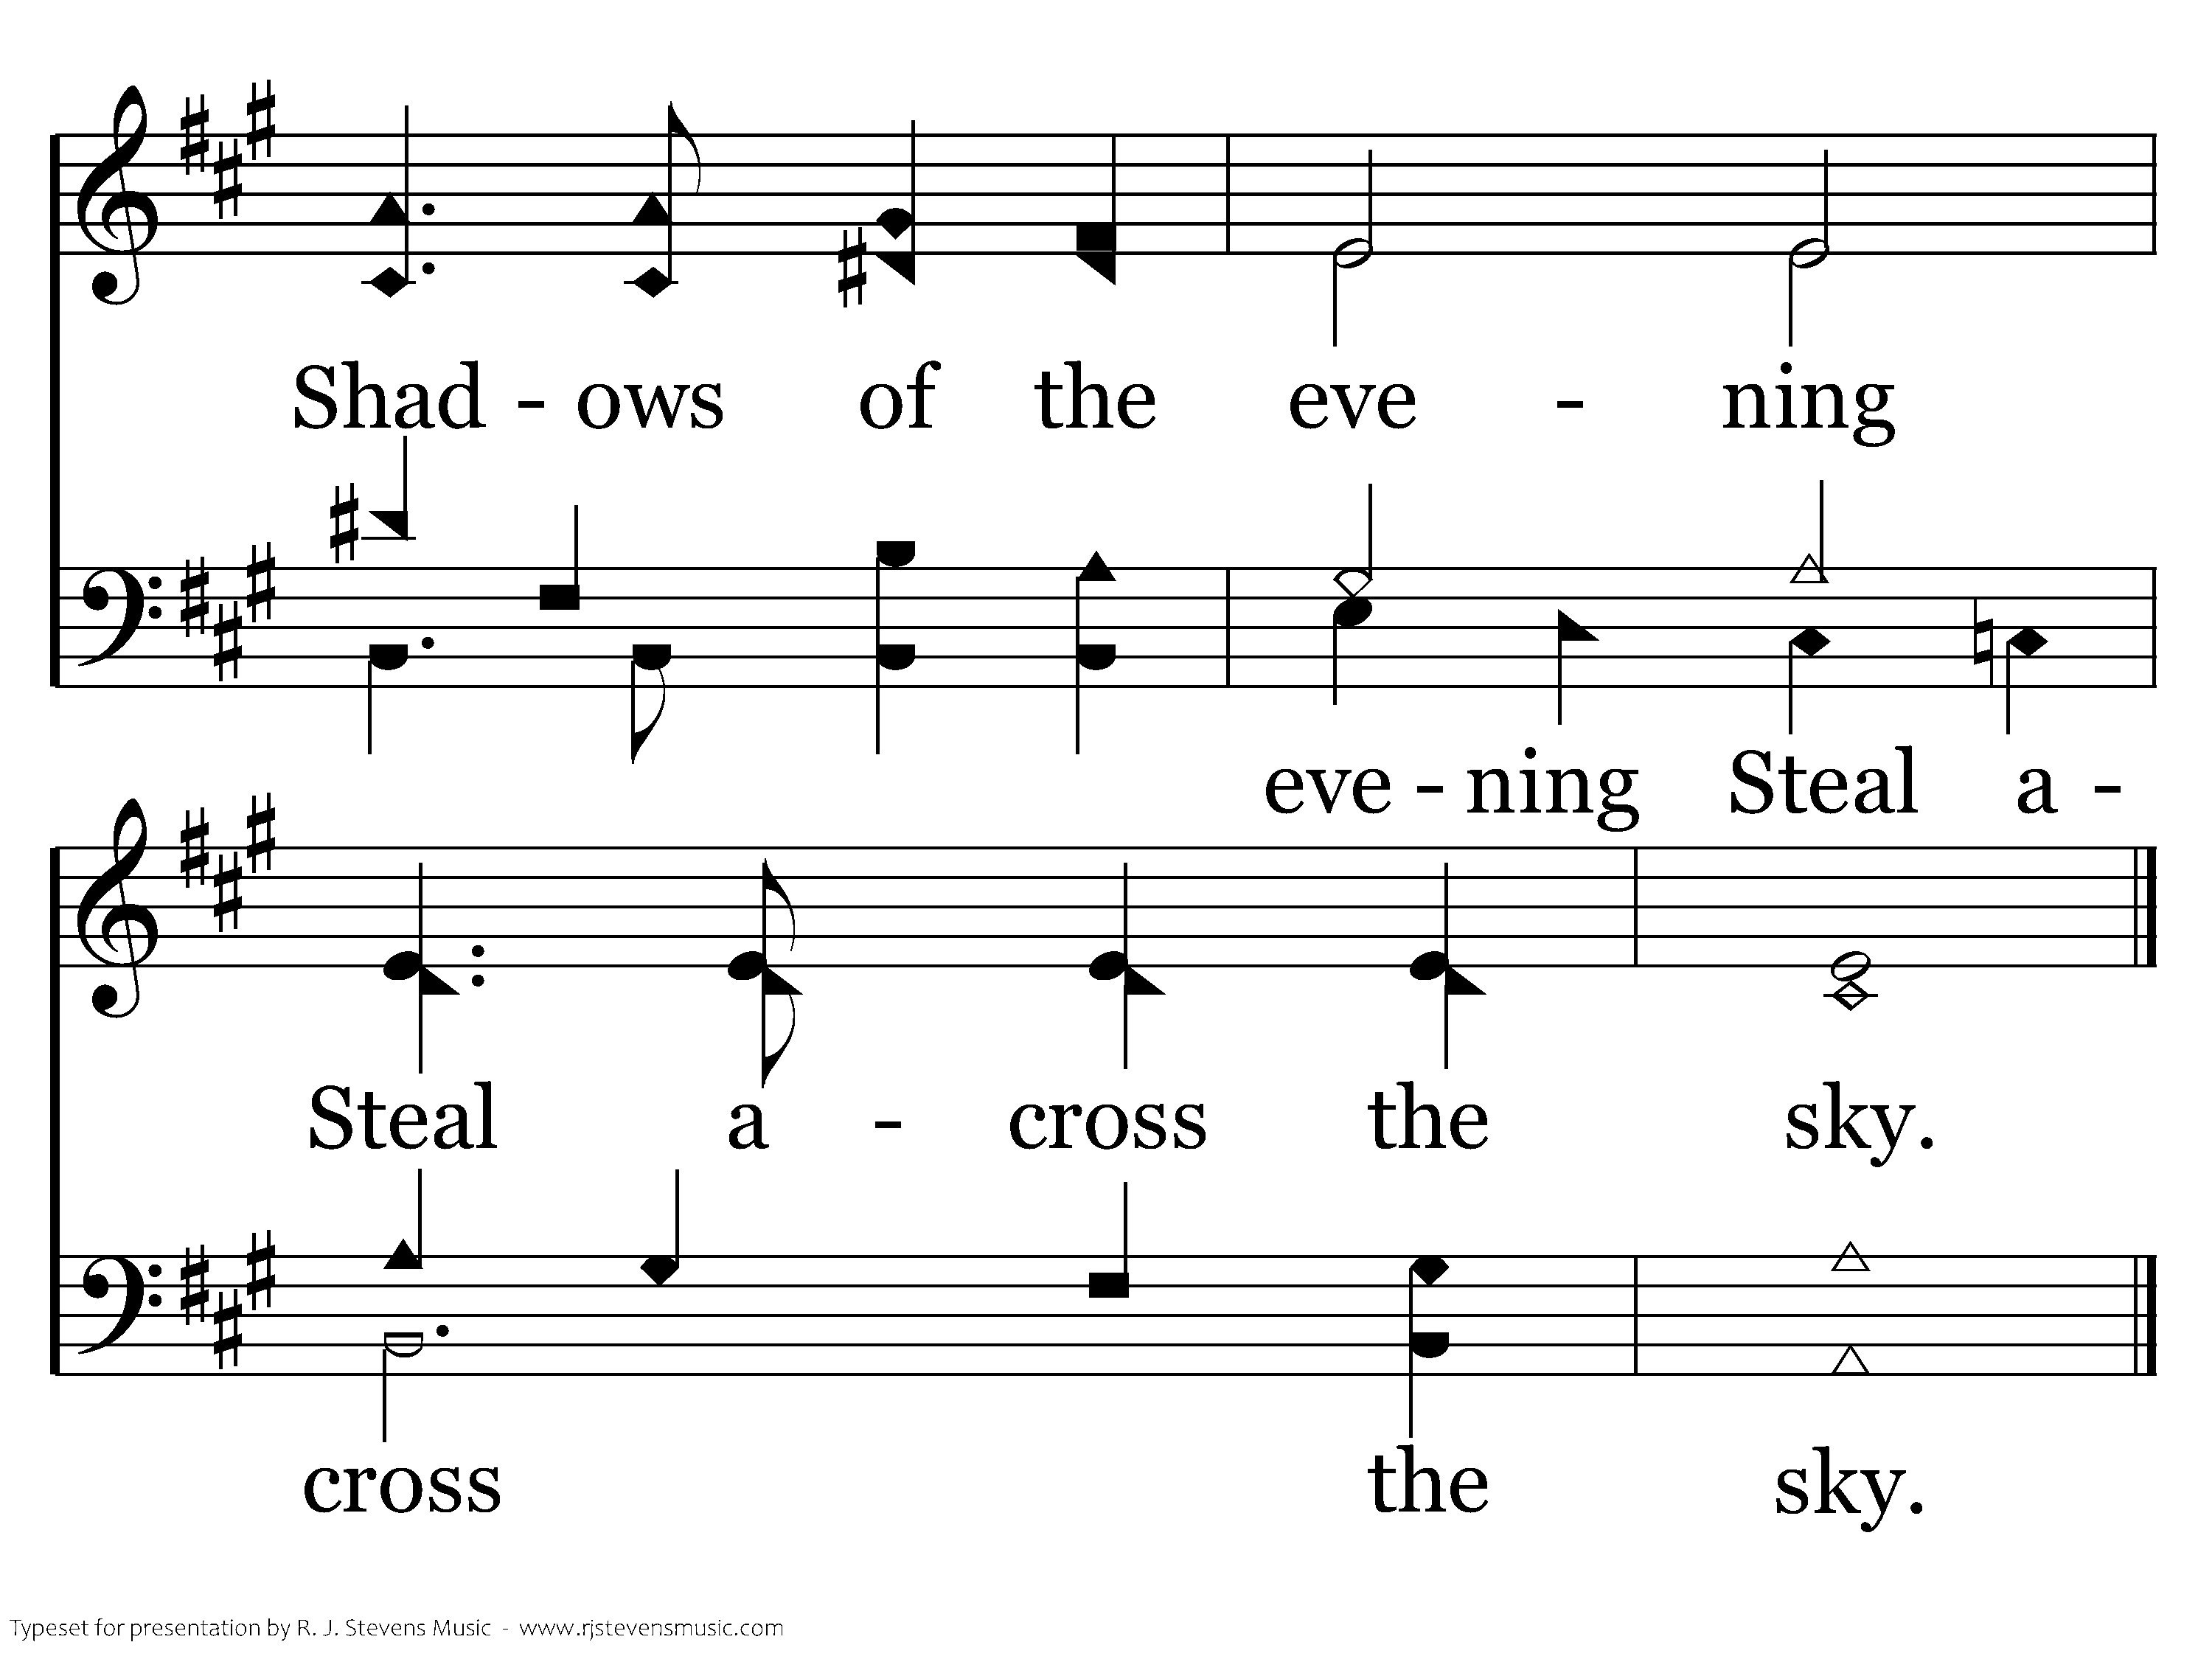 Shad - ows of the eve - ning
eve - ning Steal a -
Steal a - cross the sky.
cross the sky.
Typeset for presentation by R. J. Stevens Music - www.rjstevensmusic.com